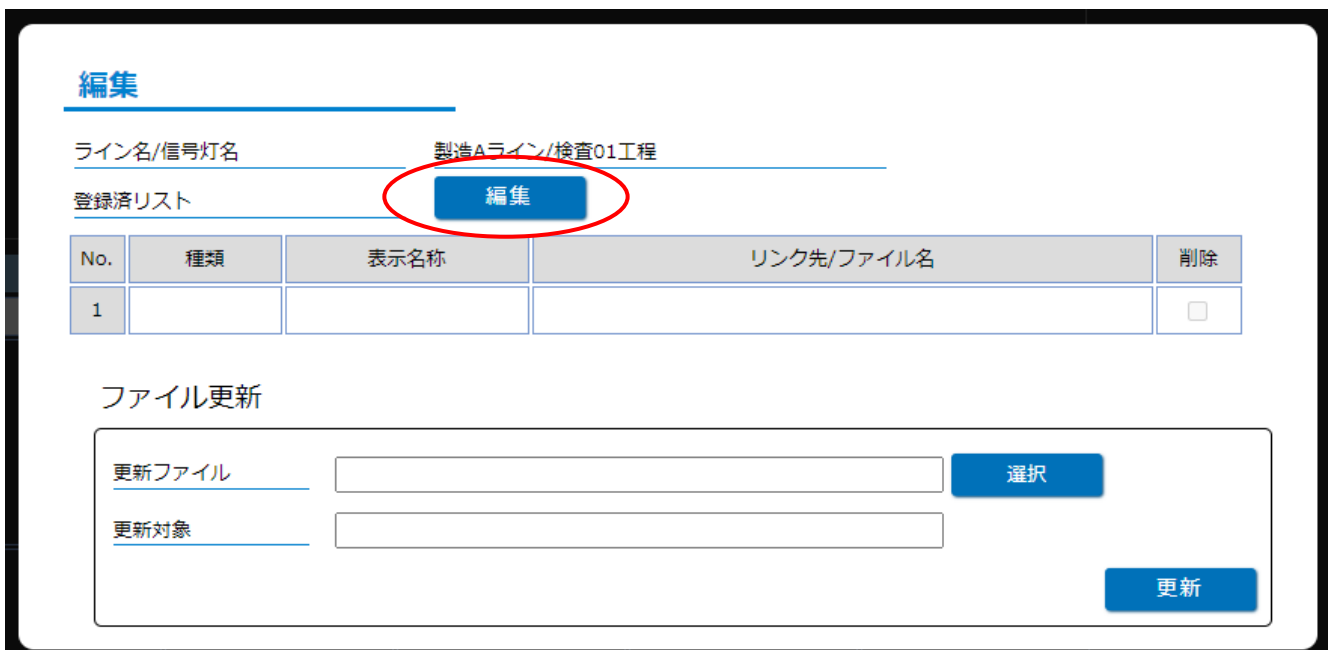 編集
ライン名/信号灯名 製造Aライン/検査01工程
登録済リスト 編集
No. 種類 表示名称 リンク先/ファイル名 削除
1
ファイル更新
更新ファイル 選択
更新対象
更新